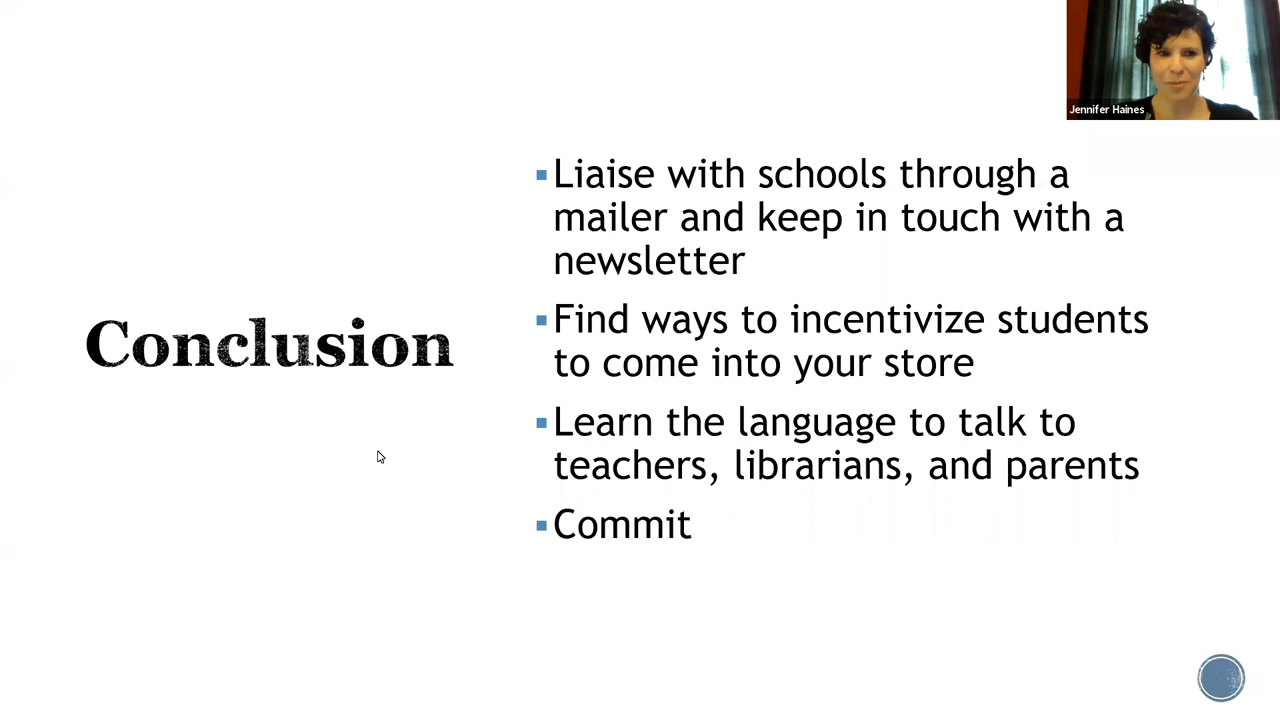 Jennifer Haines
▪Liaise with schools through a
mailer and keep in touch with a
newsletter
▪Find ways to incentivize students
to come into your store
Conclusion
▪Learn the language to talk to
teachers, librarians, and parents
▪Commit